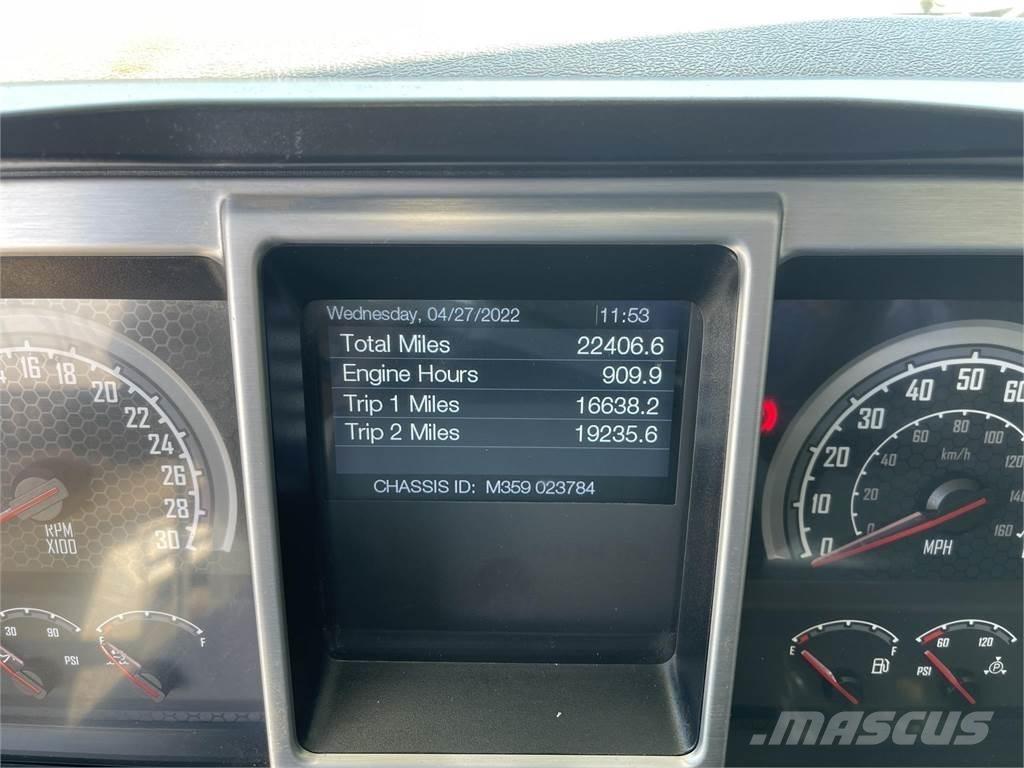 Wednesday, 04/27/2022 11:53
Total Miles 22406.6
Engine Hours 909.9
Trip 1 Miles 16638.2
Trip 2 Miles 19235.6
CHASSIS ID: M359 023784
16 18 20 22 24 26 28 30
RPM
X100
30 90
PSI
E F
0 10 20 30 40 50 60
0 20 40 60 80 100 120 140 160
km/h
MPH
E F
60 120
PSI
P
MASCUS